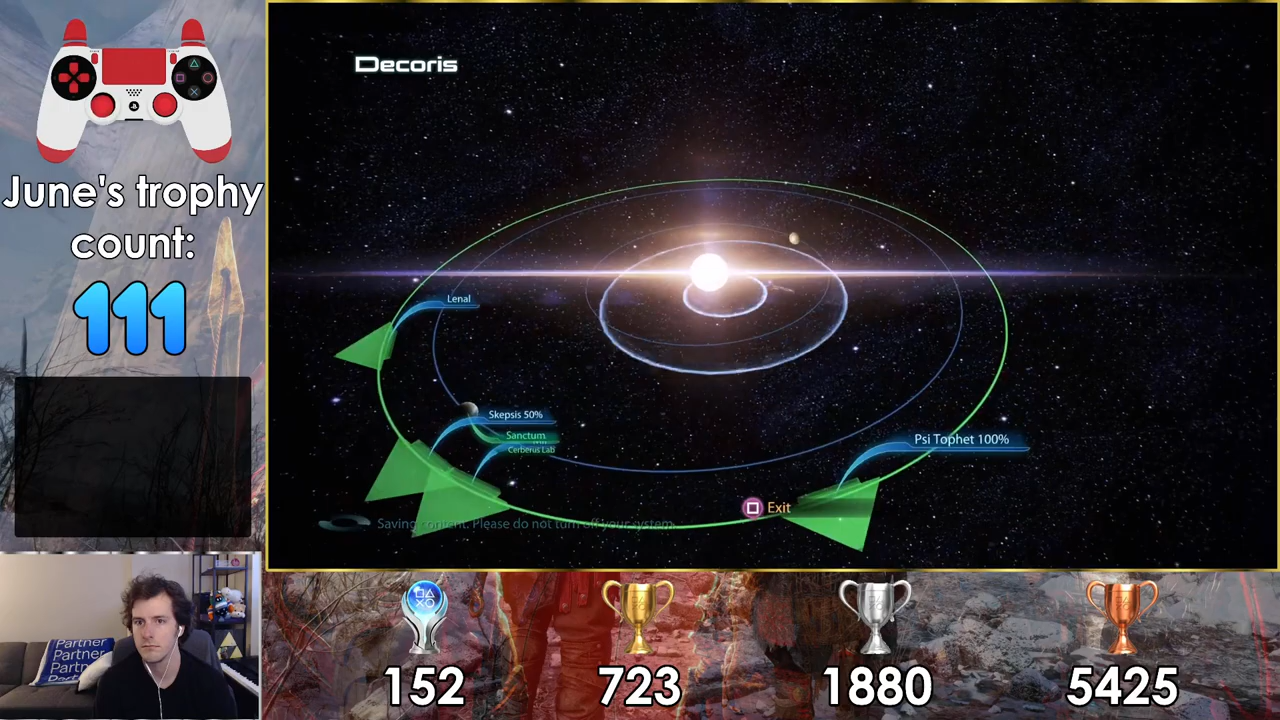 Decoris
June's trophy
count:
111
Lenal
Skepsis 50%
Sanctum
Cerberus Lab
Psi Tophet 100%
Exit
Saving content. Please do not turn off your system.
Partner
Partner
Partn
152
723
1880
5425